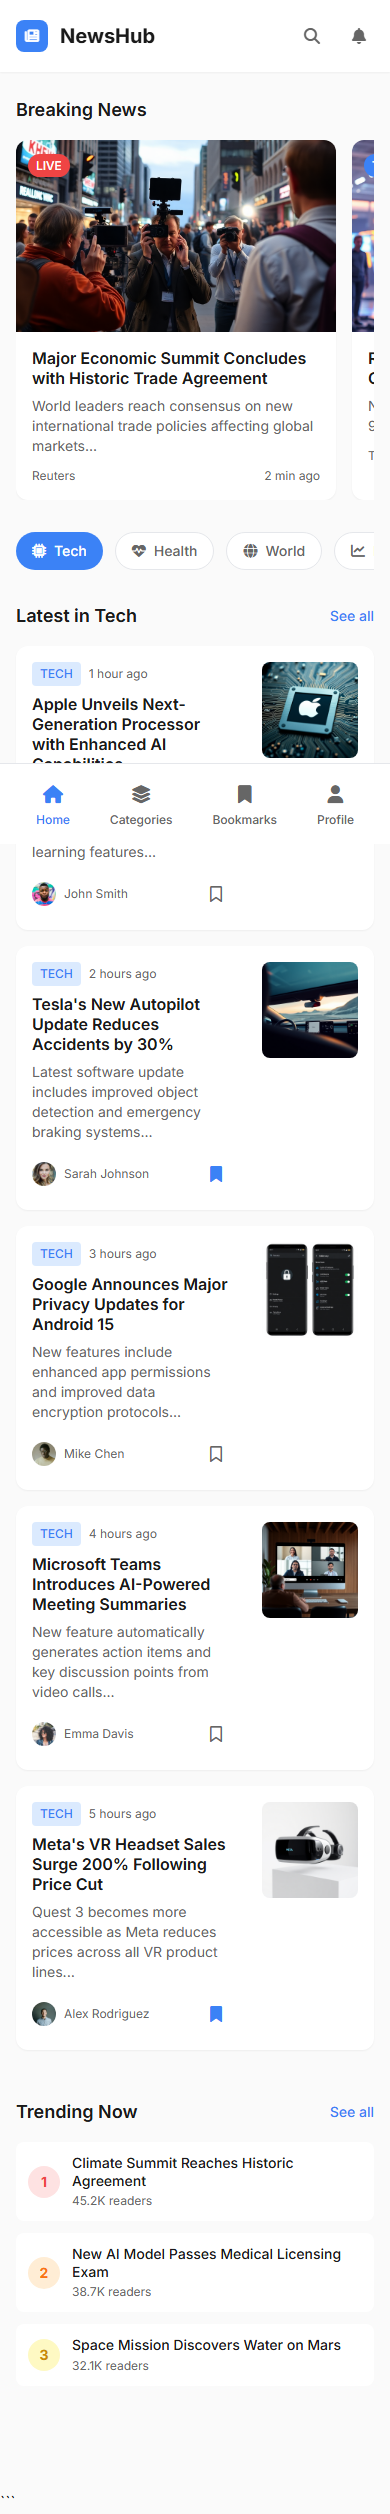 NewsHub
Breaking News
LIVE
Major Economic Summit Concludes
with Historic Trade Agreement
World leaders reach consensus on new
international trade policies affecting global
markets...
Reuters
2 min ago
Tech
Health
World
Latest in Tech
See all
TECH
1 hour ago
Apple Unveils Next-
Generation Processor
with Enhanced AI
Capabilities
Home
Categories
Bookmarks
Profile
learning features...
John Smith
TECH
2 hours ago
Tesla's New Autopilot
Update Reduces
Accidents by 30%
Latest software update
includes improved object
detection and emergency
braking systems...
Sarah Johnson
TECH
3 hours ago
Google Announces Major
Privacy Updates for
Android 15
New features include
enhanced app permissions
and improved data
encryption protocols...
Mike Chen
TECH
4 hours ago
Microsoft Teams
Introduces AI-Powered
Meeting Summaries
New feature automatically
generates action items and
key discussion points from
video calls...
Emma Davis
TECH
5 hours ago
Meta's VR Headset Sales
Surge 200% Following
Price Cut
Quest 3 becomes more
accessible as Meta reduces
prices across all VR product
lines...
Alex Rodriguez
Trending Now
See all
1
Climate Summit Reaches Historic
Agreement
45.2K readers
2
New AI Model Passes Medical Licensing
Exam
38.7K readers
3
Space Mission Discovers Water on Mars
32.1K readers
```